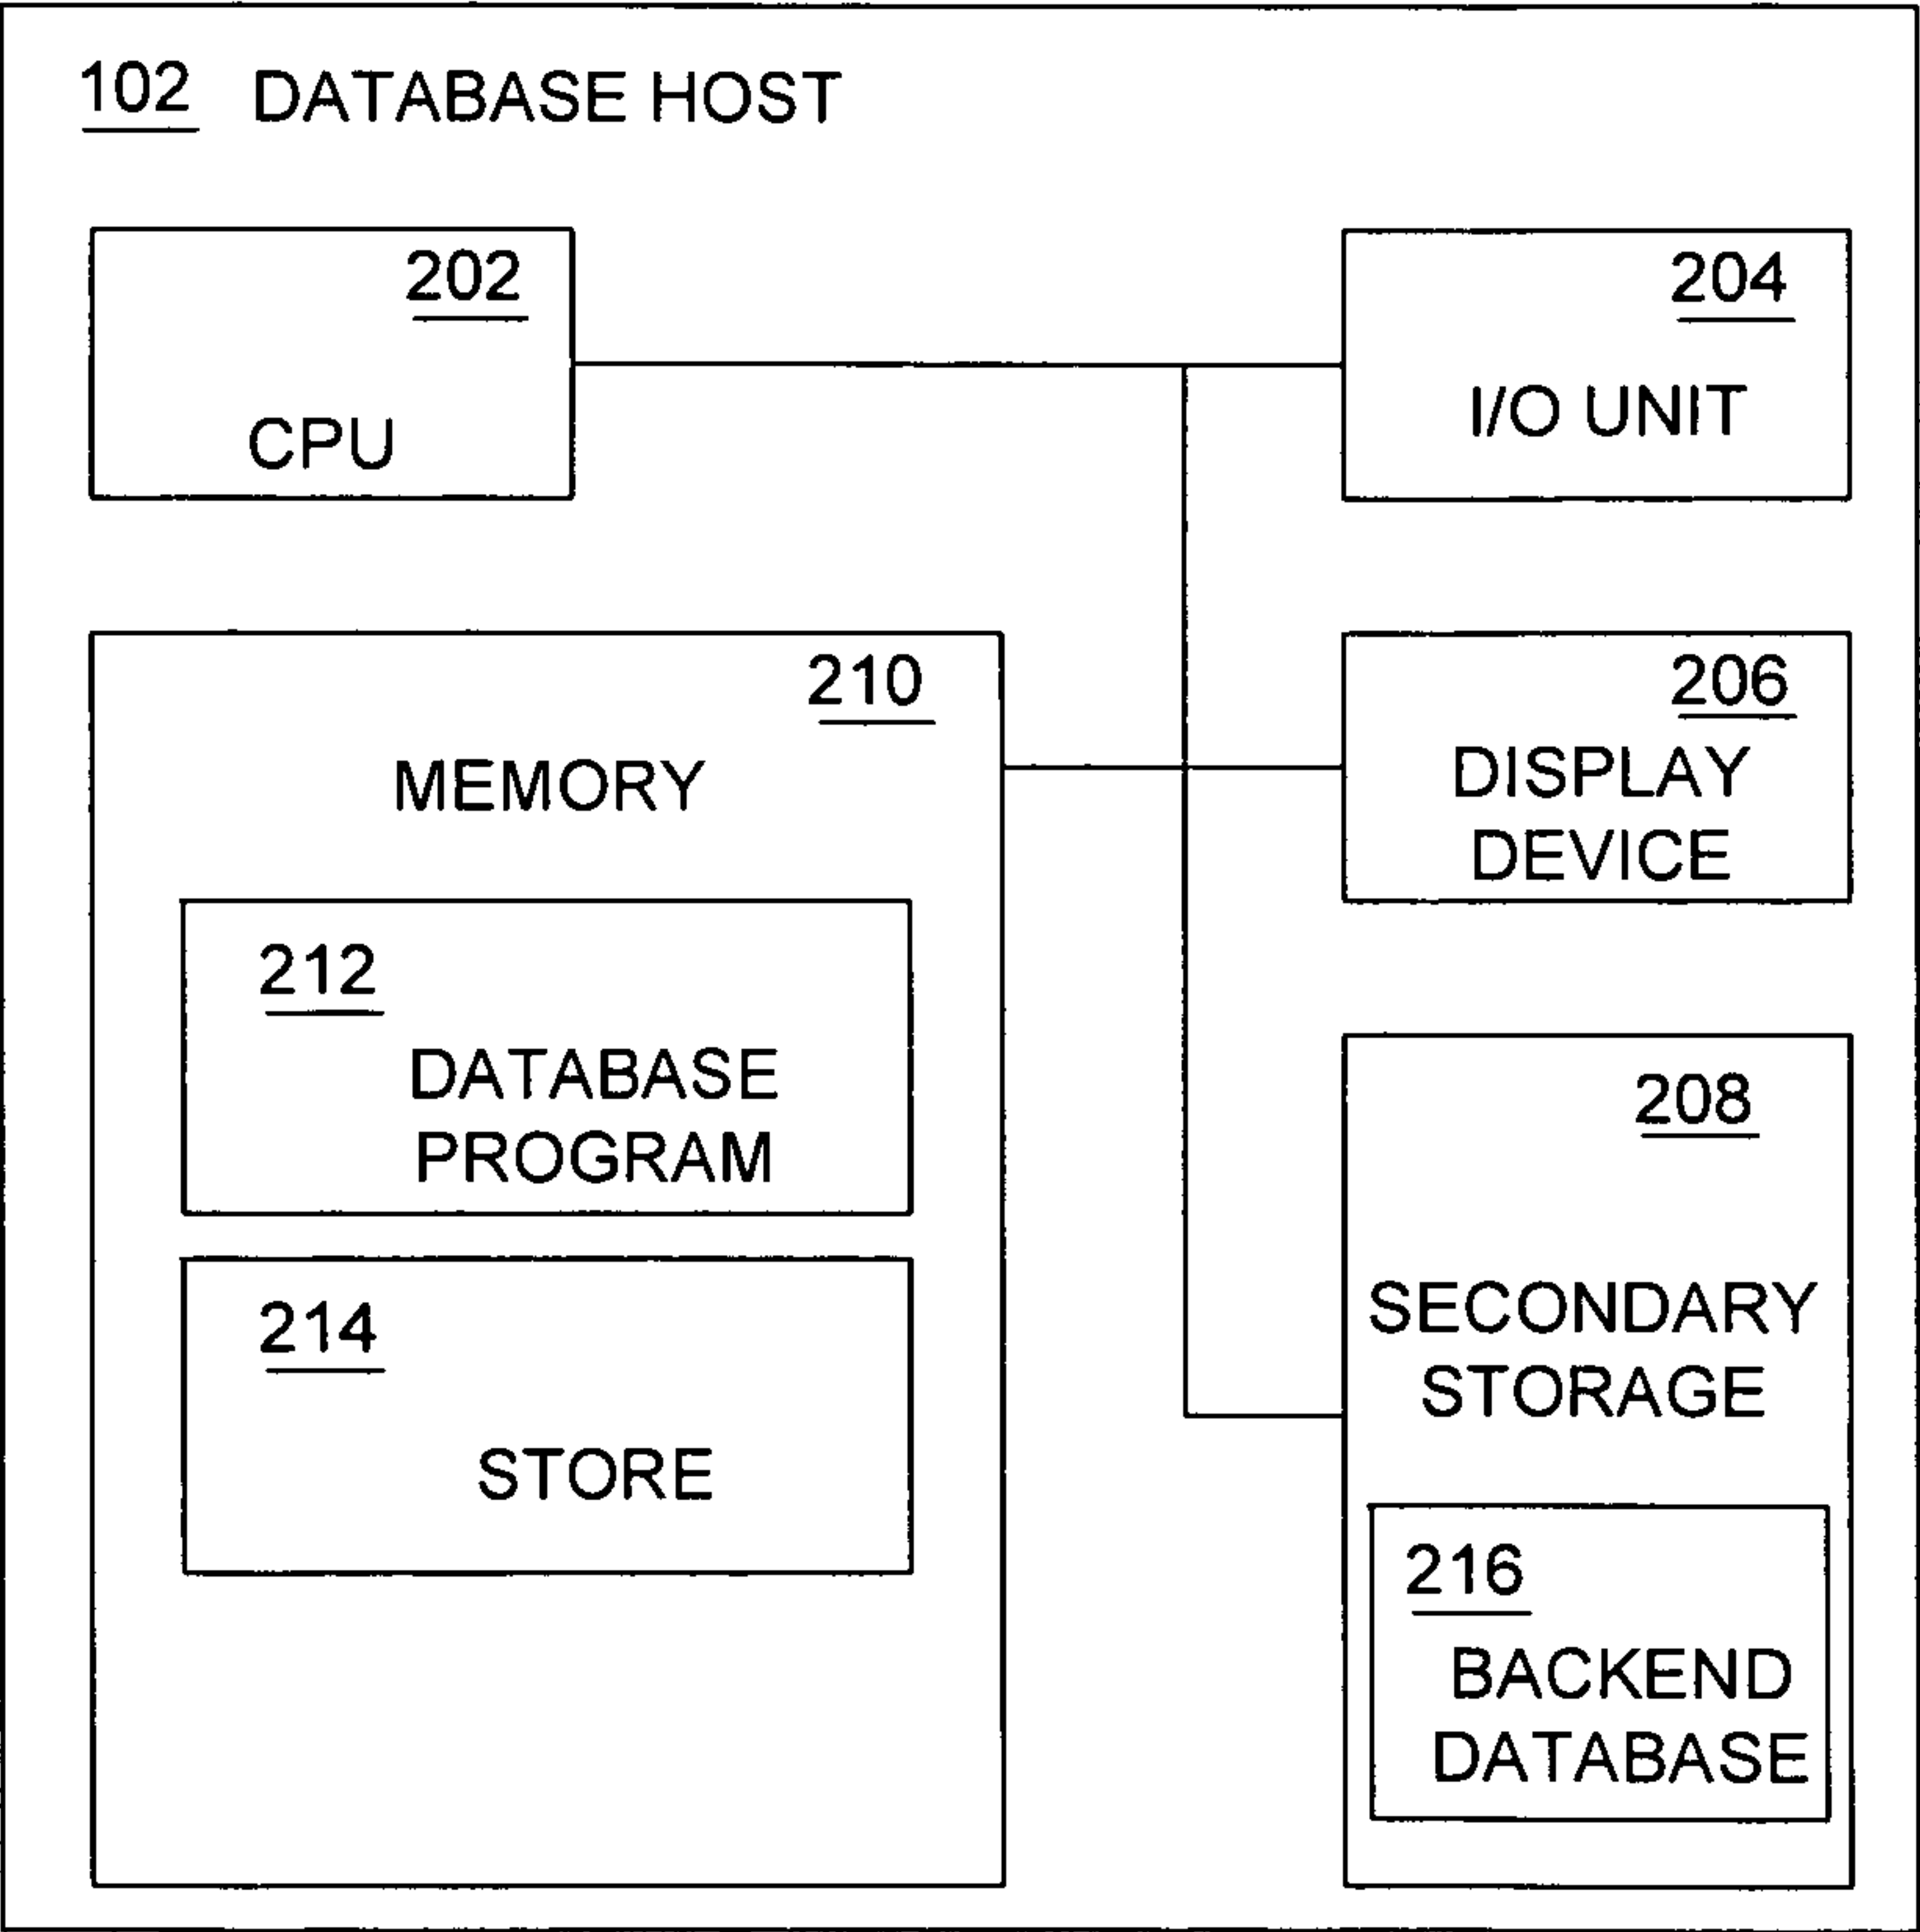 102 DATABASE HOST
202
CPU
204
I/O UNIT
210
MEMORY
212
DATABASE
PROGRAM
214
STORE
206
DISPLAY
DEVICE
208
SECONDARY
STORAGE
216
BACKEND
DATABASE